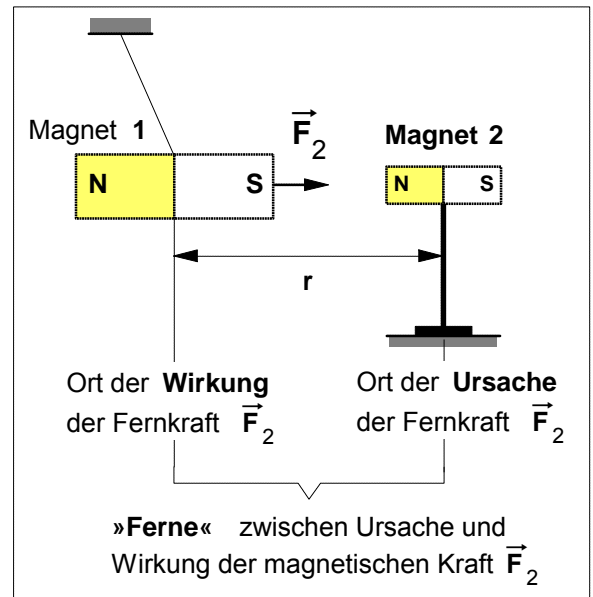 Magnet 1
F⃗₂
Magnet 2
N S
N S
r
Ort der Wirkung
der Fernkraft F⃗₂
Ort der Ursache
der Fernkraft F⃗₂
»Ferne« zwischen Ursache und
Wirkung der magnetischen Kraft F⃗₂